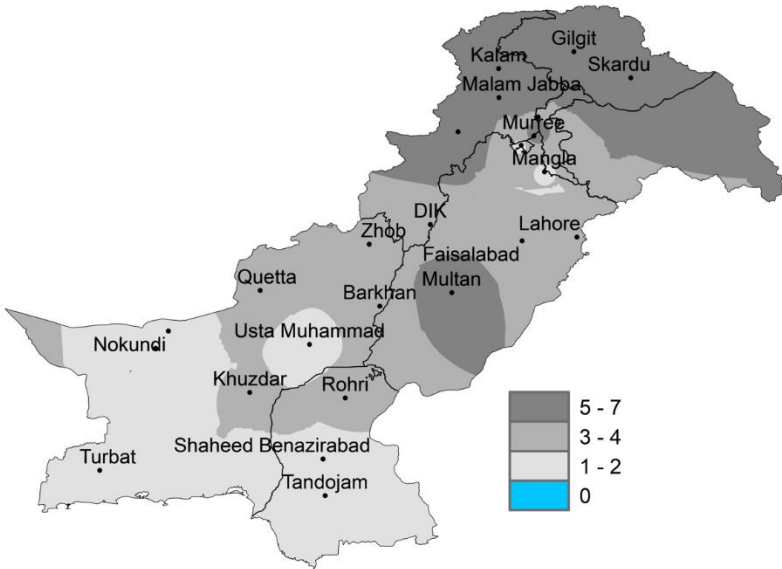 Gilgit
Kalam
Skardu
Malam Jabba
Murree
Mangla
DIK
Lahore
Zhob
Faisalabad
Multan
Quetta
Barkhan
Usta Muhammad
Nokundi
Khuzdar
Rohri
Shaheed Benazirabad
Turbat
Tandojam
5 - 7
3 - 4
1 - 2
0